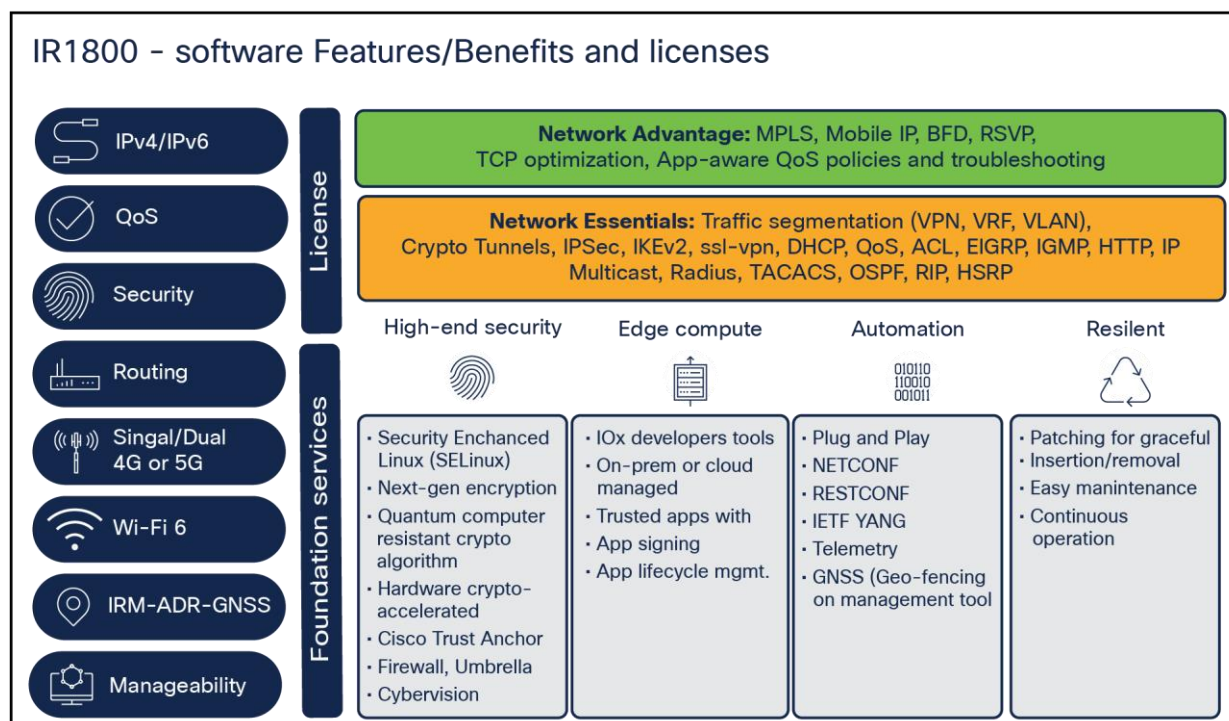 IR1800 - software Features/Benefits and licenses
IPv4/IPv6
QoS
Security
Routing
Singal/Dual
4G or 5G
Wi-Fi 6
IRM-ADR-GNSS
Manageability
License
Network Advantage: MPLS, Mobile IP, BFD, RSVP,
TCP optimization, App-aware QoS policies and troubleshooting
Network Essentials: Traffic segmentation (VPN, VRF, VLAN),
Crypto Tunnels, IPSec, IKEv2, ssl-vpn, DHCP, QoS, ACL, EIGRP, IGMP, HTTP, IP
Multicast, Radius, TACACS, OSPF, RIP, HSRP
Foundation services
High-end security
· Security Enchanced
Linux (SELinux)
· Next-gen encryption
· Quantum computer
resistant crypto
algorithm
· Hardware crypto-
accelerated
· Cisco Trust Anchor
· Firewall, Umbrella
· Cybervision
Edge compute
· IOx developers tools
· On-prem or cloud
managed
· Trusted apps with
· App signing
· App lifecycle mgmt.
Automation
010110
110010
001011
· Plug and Play
· NETCONF
· RESTCONF
· IETF YANG
· Telemetry
· GNSS (Geo-fencing
on management tool
Resilent
· Patching for graceful
· Insertion/removal
· Easy manintenance
· Continuous
operation